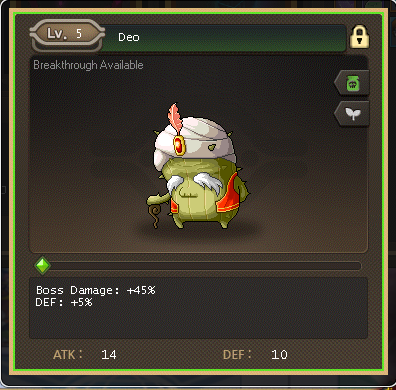 Lv. 5
Deo
Breakthrough Available
Boss Damage: +45%
DEF: +5%
ATK: 14 DEF: 10